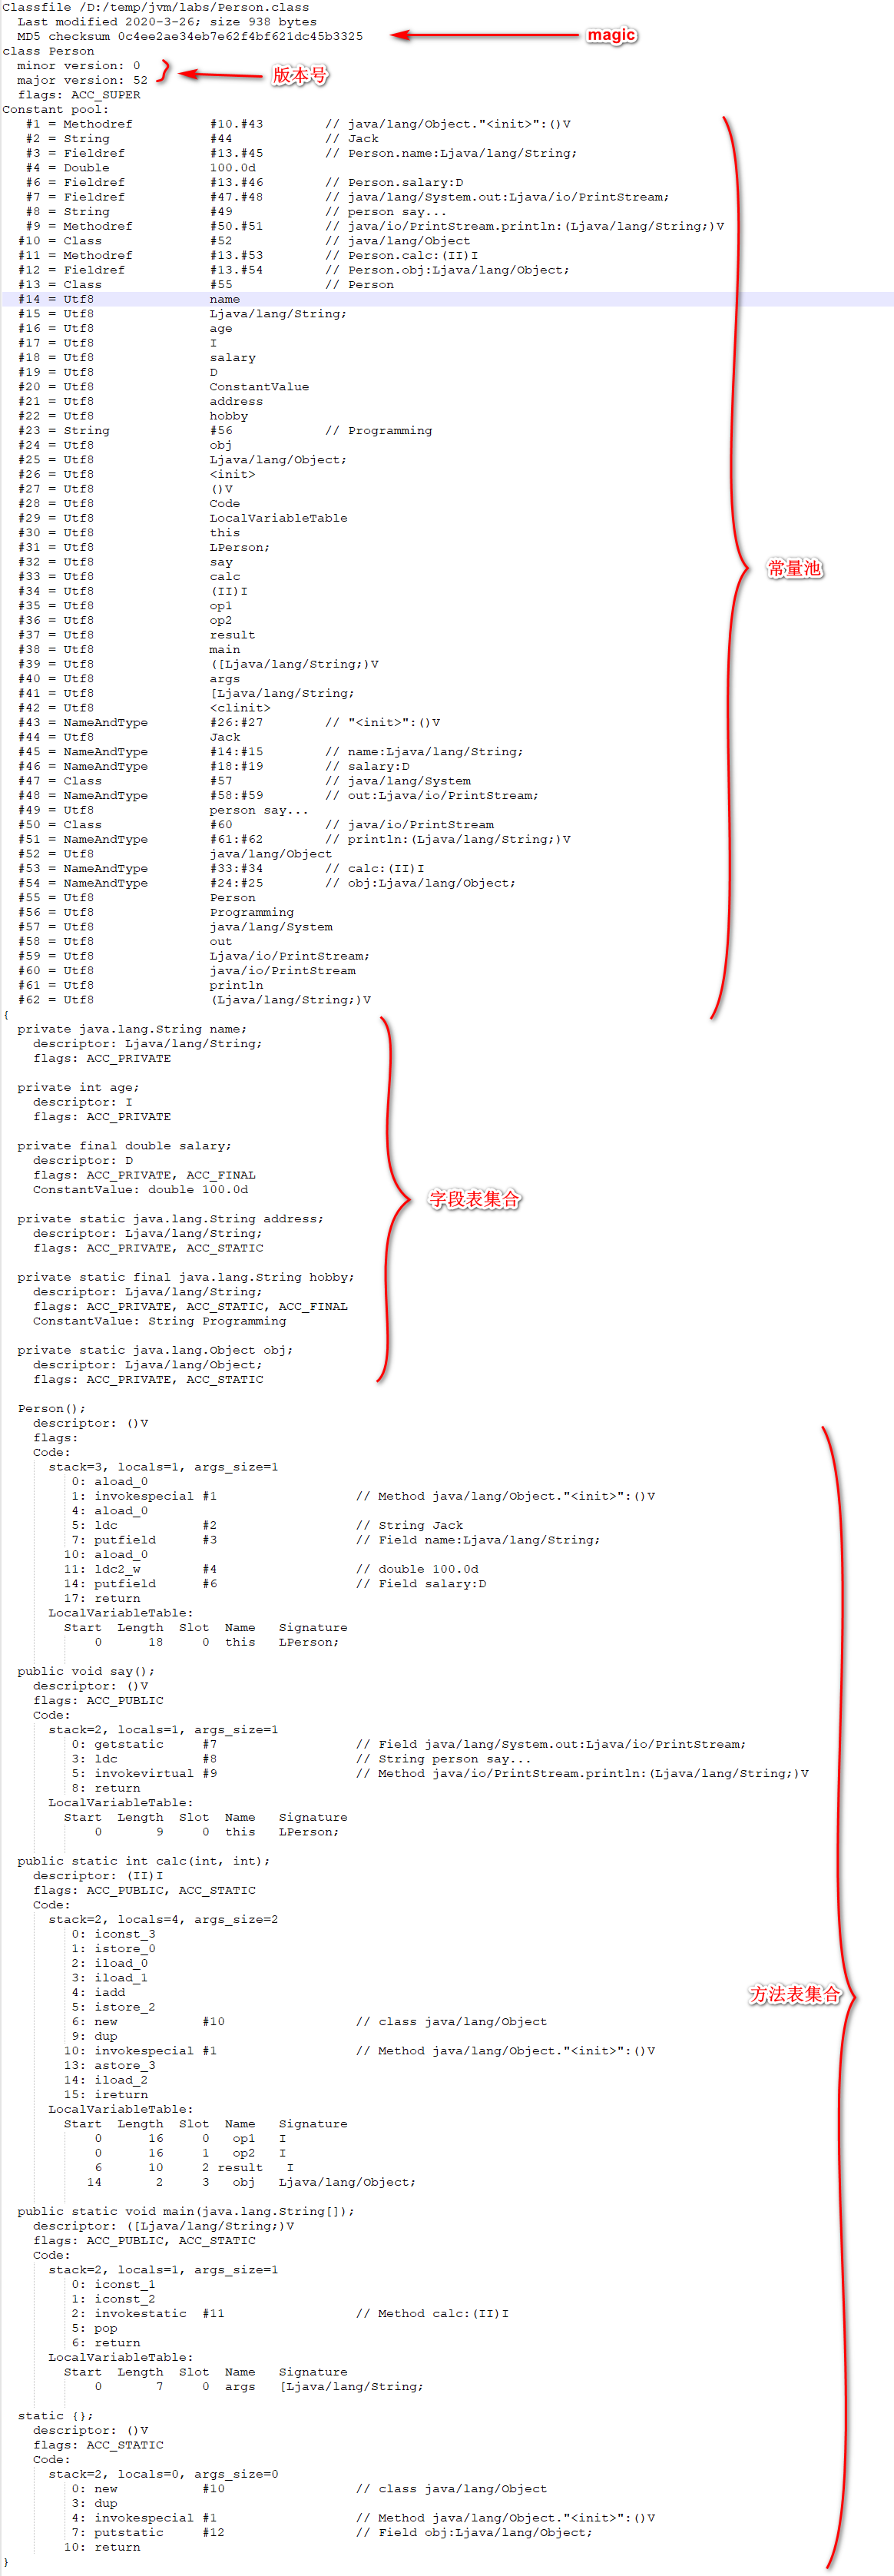 Classfile /D:/temp/jvm/labs/Person.class
  Last modified 2020-3-26; size 938 bytes
  MD5 checksum 0c4ee2ae34eb7e62f4bf621dc45b3325
magic
class Person
  minor version: 0
  major version: 52
版本号
  flags: ACC_SUPER
Constant pool:
   #1 = Methodref          #10.#43        // java/lang/Object."<init>":()V
   #2 = String             #44            // Jack
   #3 = Fieldref           #13.#45        // Person.name:Ljava/lang/String;
   #4 = Double             100.0d
   #6 = Fieldref           #13.#46        // Person.salary:D
   #7 = Fieldref           #47.#48        // java/lang/System.out:Ljava/io/PrintStream;
   #8 = String             #49            // person say...
   #9 = Methodref          #50.#51        // java/io/PrintStream.println:(Ljava/lang/String;)V
  #10 = Class              #52            // java/lang/Object
  #11 = Methodref          #13.#53        // Person.calc:(II)I
  #12 = Fieldref           #13.#54        // Person.obj:Ljava/lang/Object;
  #13 = Class              #55            // Person
  #14 = Utf8               name
  #15 = Utf8               Ljava/lang/String;
  #16 = Utf8               age
  #17 = Utf8               I
  #18 = Utf8               salary
  #19 = Utf8               D
  #20 = Utf8               ConstantValue
  #21 = Utf8               address
  #22 = Utf8               hobby
  #23 = String             #56            // Programming
  #24 = Utf8               obj
  #25 = Utf8               Ljava/lang/Object;
  #26 = Utf8               <init>
  #27 = Utf8               ()V
  #28 = Utf8               Code
  #29 = Utf8               LocalVariableTable
  #30 = Utf8               this
  #31 = Utf8               LPerson;
  #32 = Utf8               say
常量池
  #33 = Utf8               calc
  #34 = Utf8               (II)I
  #35 = Utf8               op1
  #36 = Utf8               op2
  #37 = Utf8               result
  #38 = Utf8               main
  #39 = Utf8               ([Ljava/lang/String;)V
  #40 = Utf8               args
  #41 = Utf8               [Ljava/lang/String;
  #42 = Utf8               <clinit>
  #43 = NameAndType        #26:#27        // "<init>":()V
  #44 = Utf8               Jack
  #45 = NameAndType        #14:#15        // name:Ljava/lang/String;
  #46 = NameAndType        #18:#19        // salary:D
  #47 = Class              #57            // java/lang/System
  #48 = NameAndType        #58:#59        // out:Ljava/io/PrintStream;
  #49 = Utf8               person say...
  #50 = Class              #60            // java/io/PrintStream
  #51 = NameAndType        #61:#62        // println:(Ljava/lang/String;)V
  #52 = Utf8               java/lang/Object
  #53 = NameAndType        #33:#34        // calc:(II)I
  #54 = NameAndType        #24:#25        // obj:Ljava/lang/Object;
  #55 = Utf8               Person
  #56 = Utf8               Programming
  #57 = Utf8               java/lang/System
  #58 = Utf8               out
  #59 = Utf8               Ljava/io/PrintStream;
  #60 = Utf8               java/io/PrintStream
  #61 = Utf8               println
  #62 = Utf8               (Ljava/lang/String;)V
{
  private java.lang.String name;
    descriptor: Ljava/lang/String;
    flags: ACC_PRIVATE
  private int age;
    descriptor: I
    flags: ACC_PRIVATE
  private final double salary;
    descriptor: D
    flags: ACC_PRIVATE, ACC_FINAL
    ConstantValue: double 100.0d
字段表集合
  private static java.lang.String address;
    descriptor: Ljava/lang/String;
    flags: ACC_PRIVATE, ACC_STATIC
  private static final java.lang.String hobby;
    descriptor: Ljava/lang/String;
    flags: ACC_PRIVATE, ACC_STATIC, ACC_FINAL
    ConstantValue: String Programming
  private static java.lang.Object obj;
    descriptor: Ljava/lang/Object;
    flags: ACC_PRIVATE, ACC_STATIC
  Person();
    descriptor: ()V
    flags:
    Code:
      stack=3, locals=1, args_size=1
         0: aload_0
         1: invokespecial #1                  // Method java/lang/Object."<init>":()V
         4: aload_0
         5: ldc           #2                  // String Jack
         7: putfield      #3                  // Field name:Ljava/lang/String;
        10: aload_0
        11: ldc2_w        #4                  // double 100.0d
        14: putfield      #6                  // Field salary:D
        17: return
      LocalVariableTable:
        Start  Length  Slot  Name   Signature
            0      18     0  this   LPerson;
  public void say();
    descriptor: ()V
    flags: ACC_PUBLIC
    Code:
      stack=2, locals=1, args_size=1
         0: getstatic     #7                  // Field java/lang/System.out:Ljava/io/PrintStream;
         3: ldc           #8                  // String person say...
         5: invokevirtual #9                  // Method java/io/PrintStream.println:(Ljava/lang/String;)V
         8: return
      LocalVariableTable:
        Start  Length  Slot  Name   Signature
            0       9     0  this   LPerson;
  public static int calc(int, int);
    descriptor: (II)I
    flags: ACC_PUBLIC, ACC_STATIC
    Code:
      stack=2, locals=4, args_size=2
         0: iconst_3
         1: istore_0
         2: iload_0
         3: iload_1
         4: iadd
方法表集合
         5: istore_2
         6: new           #10                 // class java/lang/Object
         9: dup
        10: invokespecial #1                  // Method java/lang/Object."<init>":()V
        13: astore_3
        14: iload_2
        15: ireturn
      LocalVariableTable:
        Start  Length  Slot  Name   Signature
            0      16     0   op1   I
            0      16     1   op2   I
            6      10     2 result    I
           14       2     3   obj   Ljava/lang/Object;
  public static void main(java.lang.String[]);
    descriptor: ([Ljava/lang/String;)V
    flags: ACC_PUBLIC, ACC_STATIC
    Code:
      stack=2, locals=1, args_size=1
         0: iconst_1
         1: iconst_2
         2: invokestatic  #11                 // Method calc:(II)I
         5: pop
         6: return
      LocalVariableTable:
        Start  Length  Slot  Name   Signature
            0       7     0  args   [Ljava/lang/String;
  static {};
    descriptor: ()V
    flags: ACC_STATIC
    Code:
      stack=2, locals=0, args_size=0
         0: new           #10                 // class java/lang/Object
         3: dup
         4: invokespecial #1                  // Method java/lang/Object."<init>":()V
         7: putstatic     #12                 // Field obj:Ljava/lang/Object;
        10: return
}